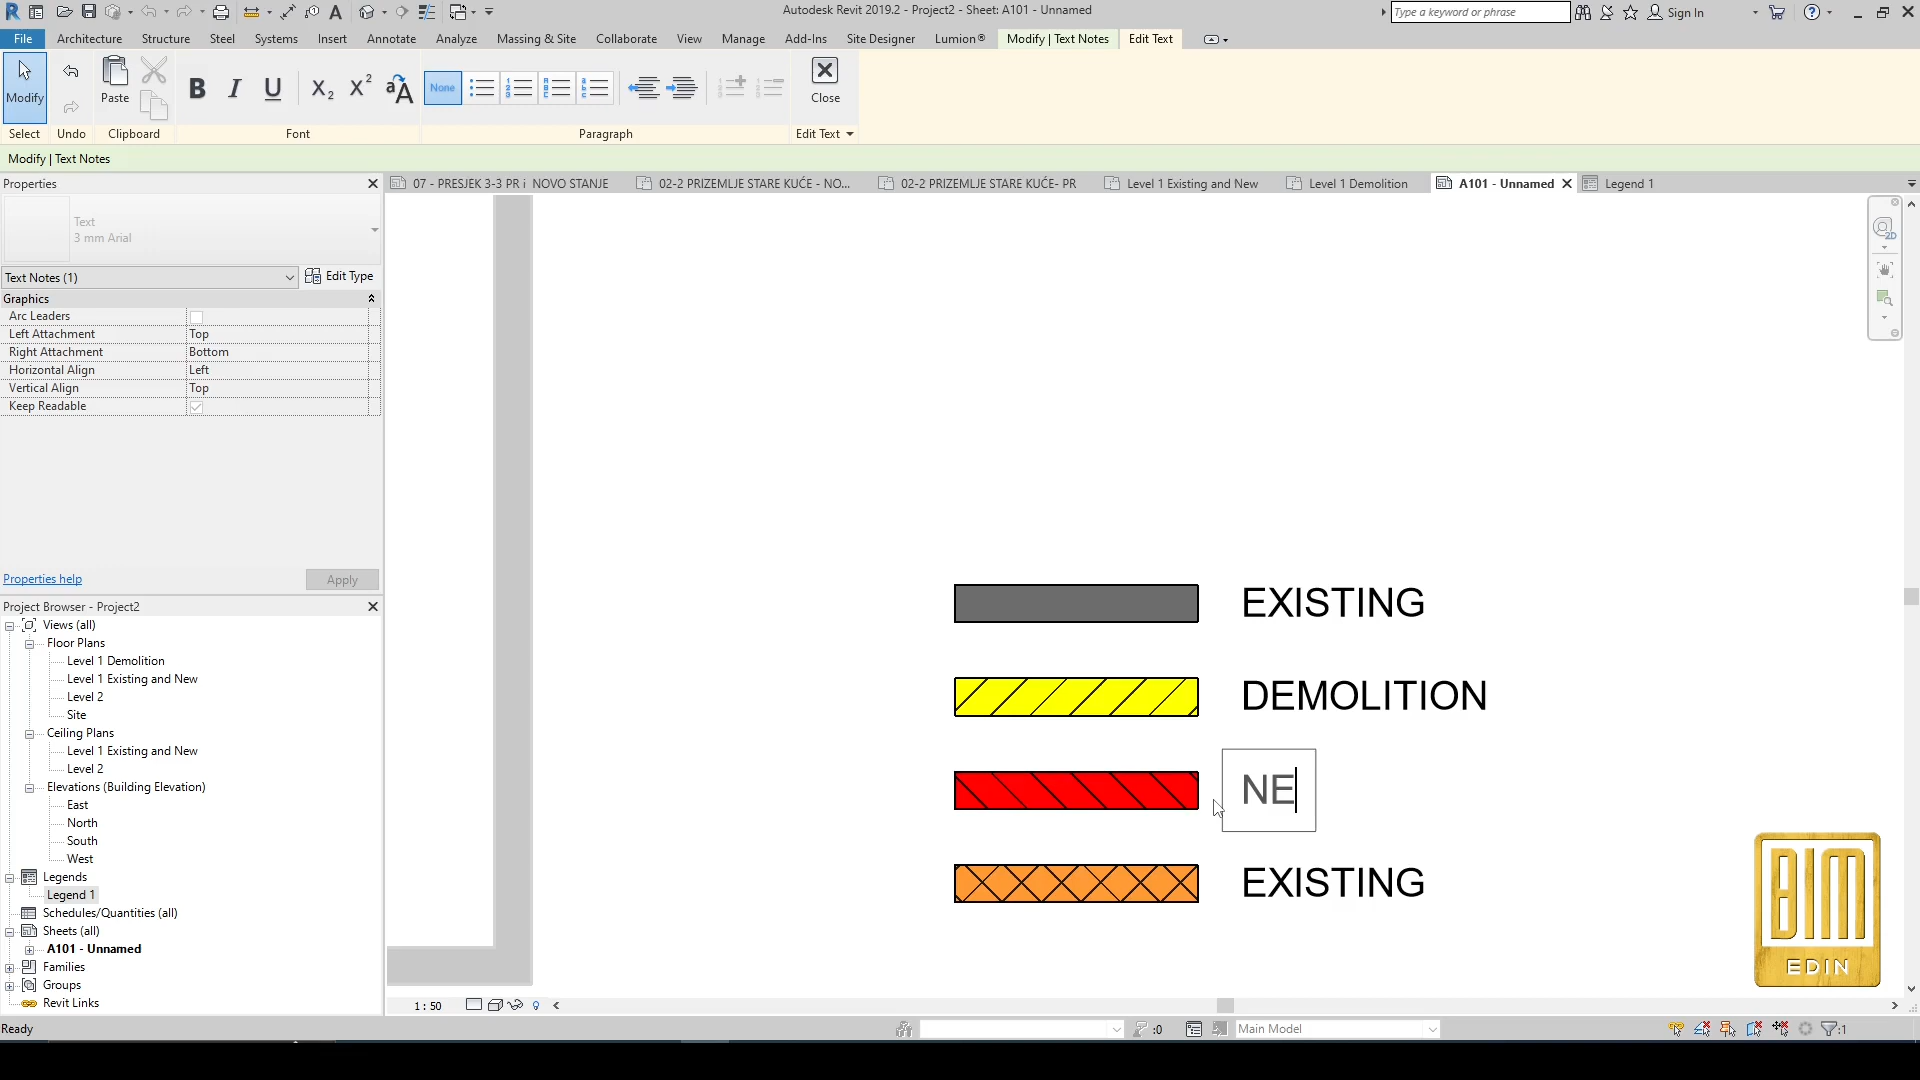 Autodesk Revit 2019.2 - Project2 - Sheet: A101 - Unnamed
Type a keyword or phrase
Sign In
File Architecture Structure Steel Systems Insert Annotate Analyze Massing & Site Collaborate View Manage Add-Ins Site Designer Lumion® Modify | Text Notes Edit Text
Modify
Paste
B I U X₂ X² aA
None
Close
Select Undo Clipboard Font Paragraph Edit Text
Modify | Text Notes
Properties
07 - PRESJEK 3-3 PR i NOVO STANJE
02-2 PRIZEMLJE STARE KUĆE - NO...
02-2 PRIZEMLJE STARE KUĆE- PR
Level 1 Existing and New
Level 1 Demolition
A101 - Unnamed
Legend 1
Text
3 mm Arial
Text Notes (1)
Edit Type
Graphics
Arc Leaders
Left Attachment Top
Right Attachment Bottom
Horizontal Align Left
Vertical Align Top
Keep Readable
Properties help
Apply
Project Browser - Project2
Views (all)
Floor Plans
Level 1 Demolition
Level 1 Existing and New
Level 2
Site
Ceiling Plans
Level 1 Existing and New
Level 2
Elevations (Building Elevation)
East
North
South
West
Legends
Legend 1
Schedules/Quantities (all)
Sheets (all)
A101 - Unnamed
Families
Groups
Revit Links
2D
EXISTING
DEMOLITION
NE
EXISTING
BIM
EDIN
1 : 50
Ready
:0
Main Model
:1